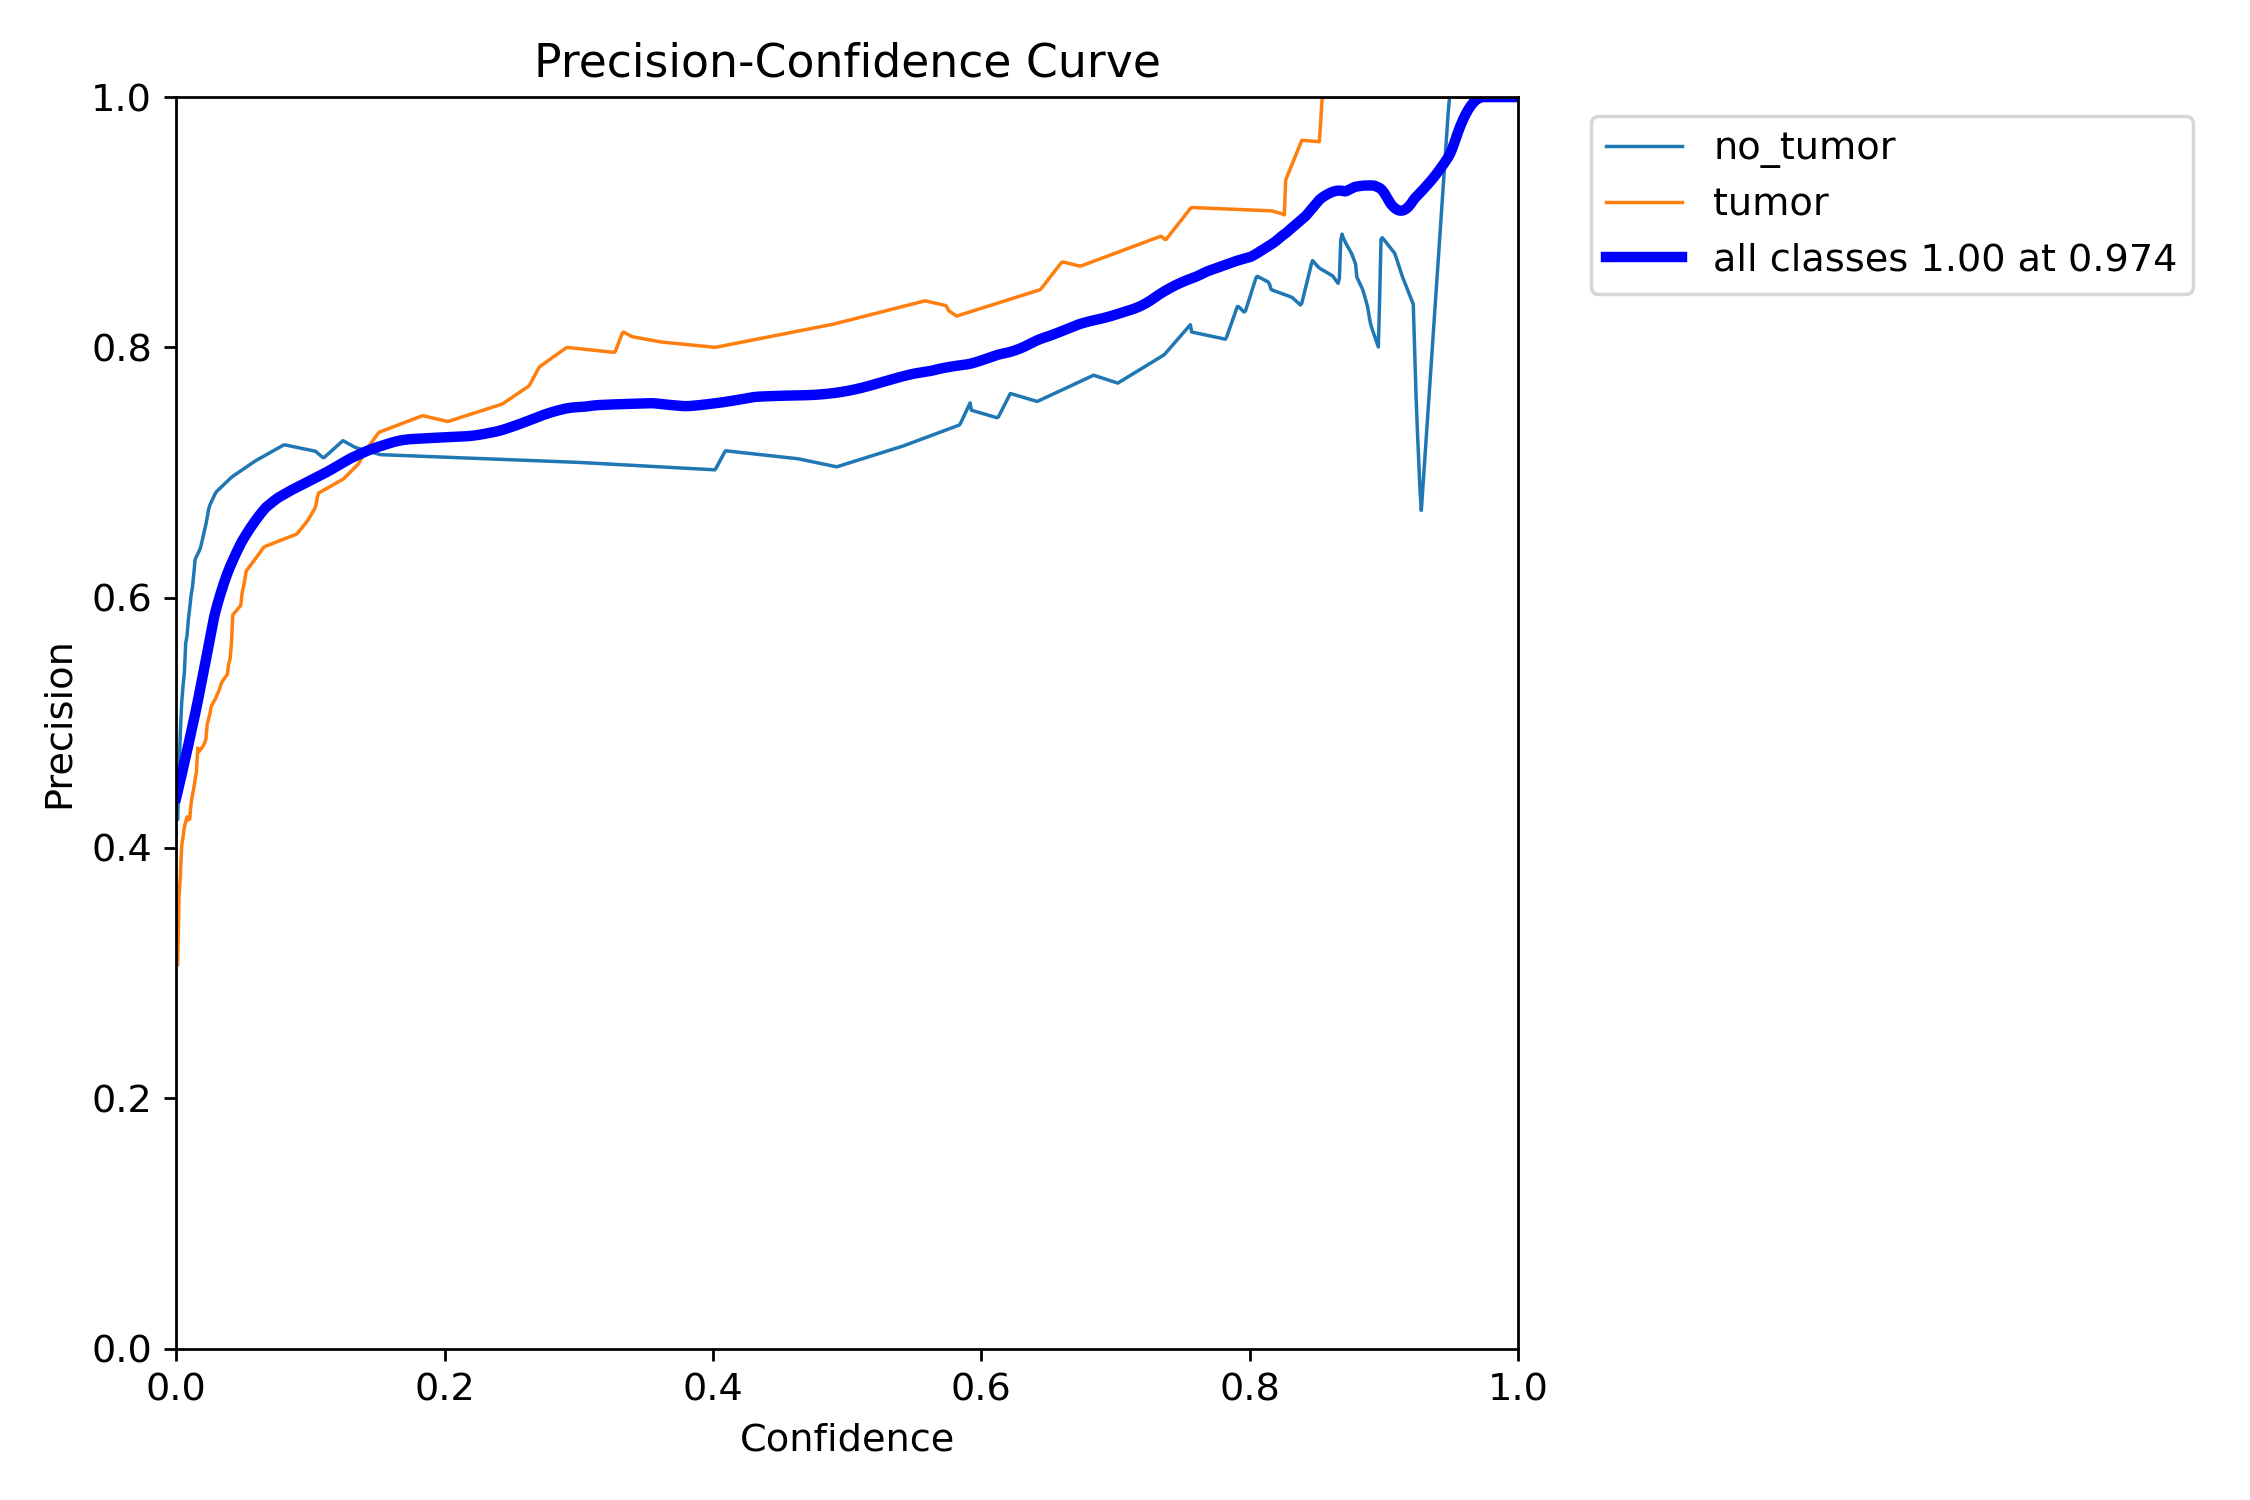 Precision-Confidence Curve
1.0
0.8
0.6
0.4
0.2
0.0
Precision
0.0 0.2 0.4 0.6 0.8 1.0
Confidence
no_tumor
tumor
all classes 1.00 at 0.974